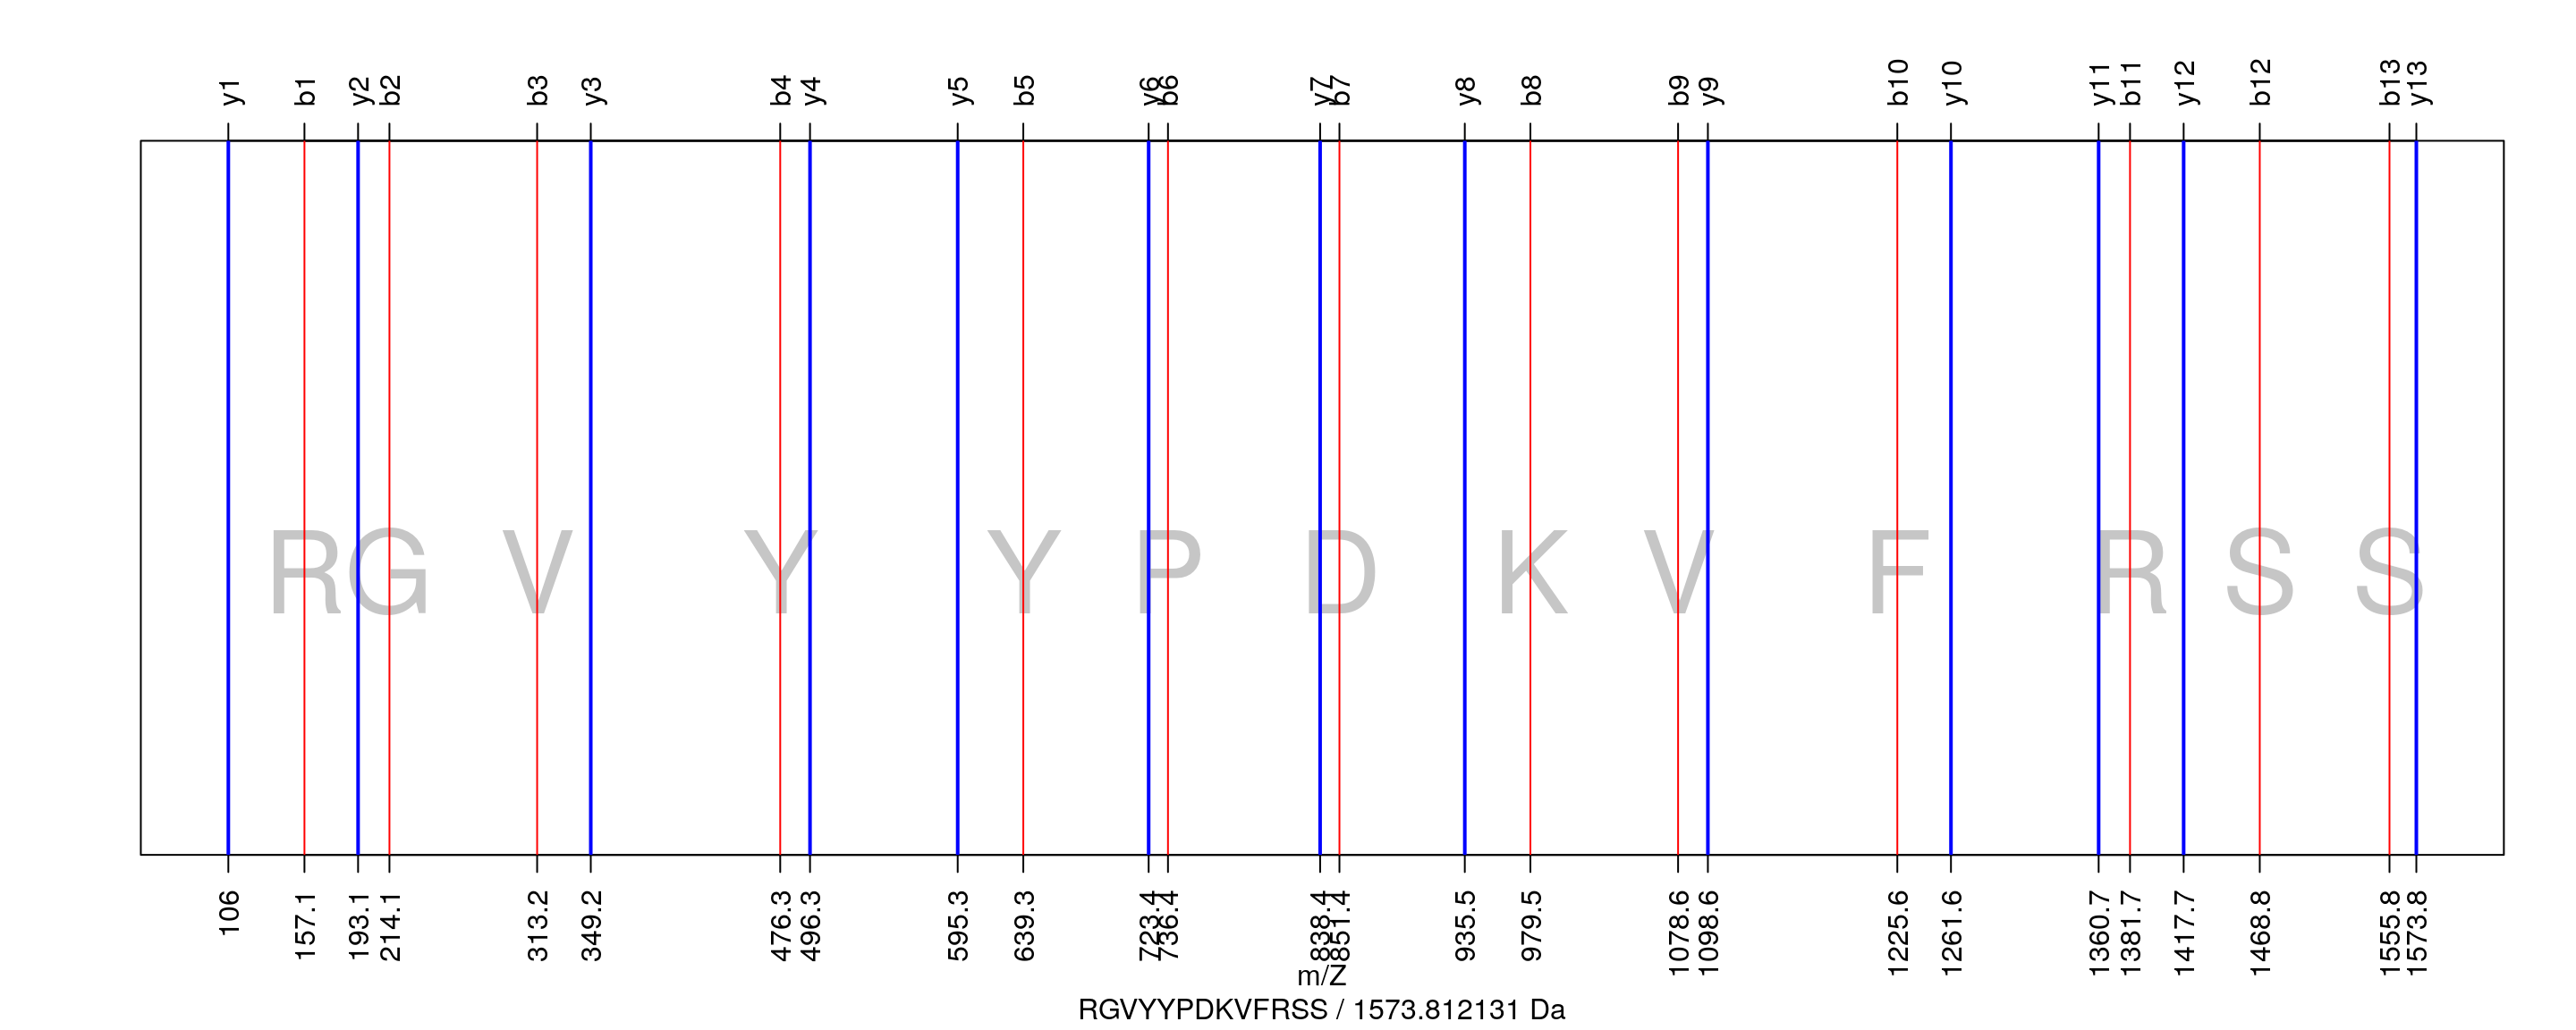 y1 b1 y2 b2 b3 y3 b4 y4 y5 b5 y6 b6 y7 b7 y8 b8 b9 y9 b10 y10 y11 b11 y12 b12 b13 y13
R G V Y Y P D K V F R S S
106 157.1 193.1 214.1 313.2 349.2 476.3 496.3 595.3 639.3 723.4 736.4 838.4 851.4 935.5 979.5 1078.6 1098.6 1225.6 1261.6 1360.7 1381.7 1417.7 1468.8 1555.8 1573.8
m/Z
RGVYYPDKVFRSS / 1573.812131 Da